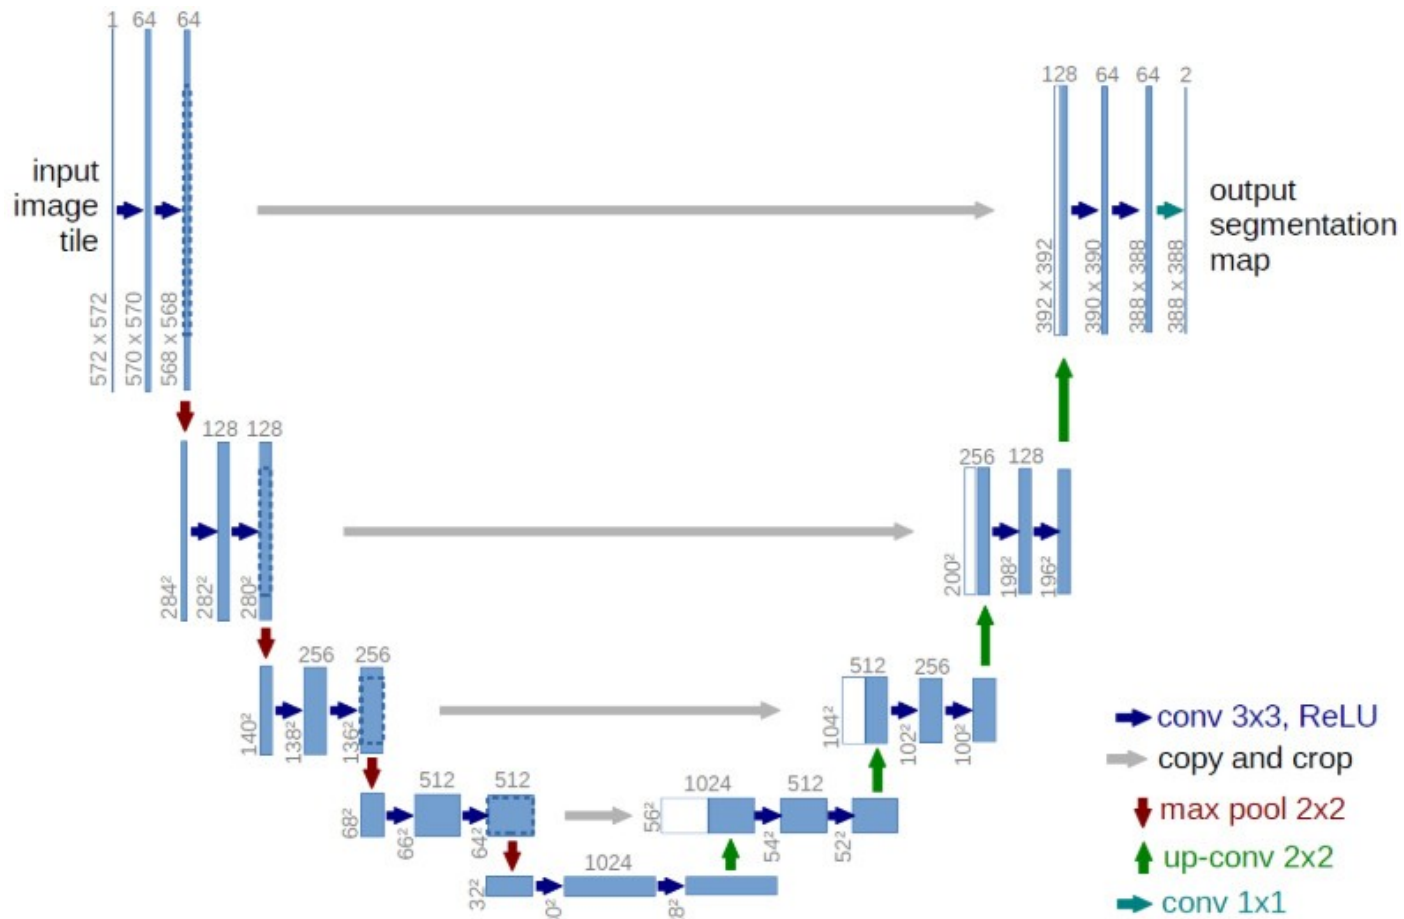 1 64 64
128 64 64 2
input
image
tile
output
segmentation
map
572 x 572
570 x 570
568 x 568
392 x 392
390 x 390
388 x 388
388 x 388
128 128
256 128
284²
282²
280²
200²
198²
196²
256 256
512 256
140²
138²
136²
104²
102²
100²
conv 3x3, ReLU
copy and crop
max pool 2x2
up-conv 2x2
conv 1x1
512 512
1024 512
68²
66²
64²
56²
54²
52²
1024
32²